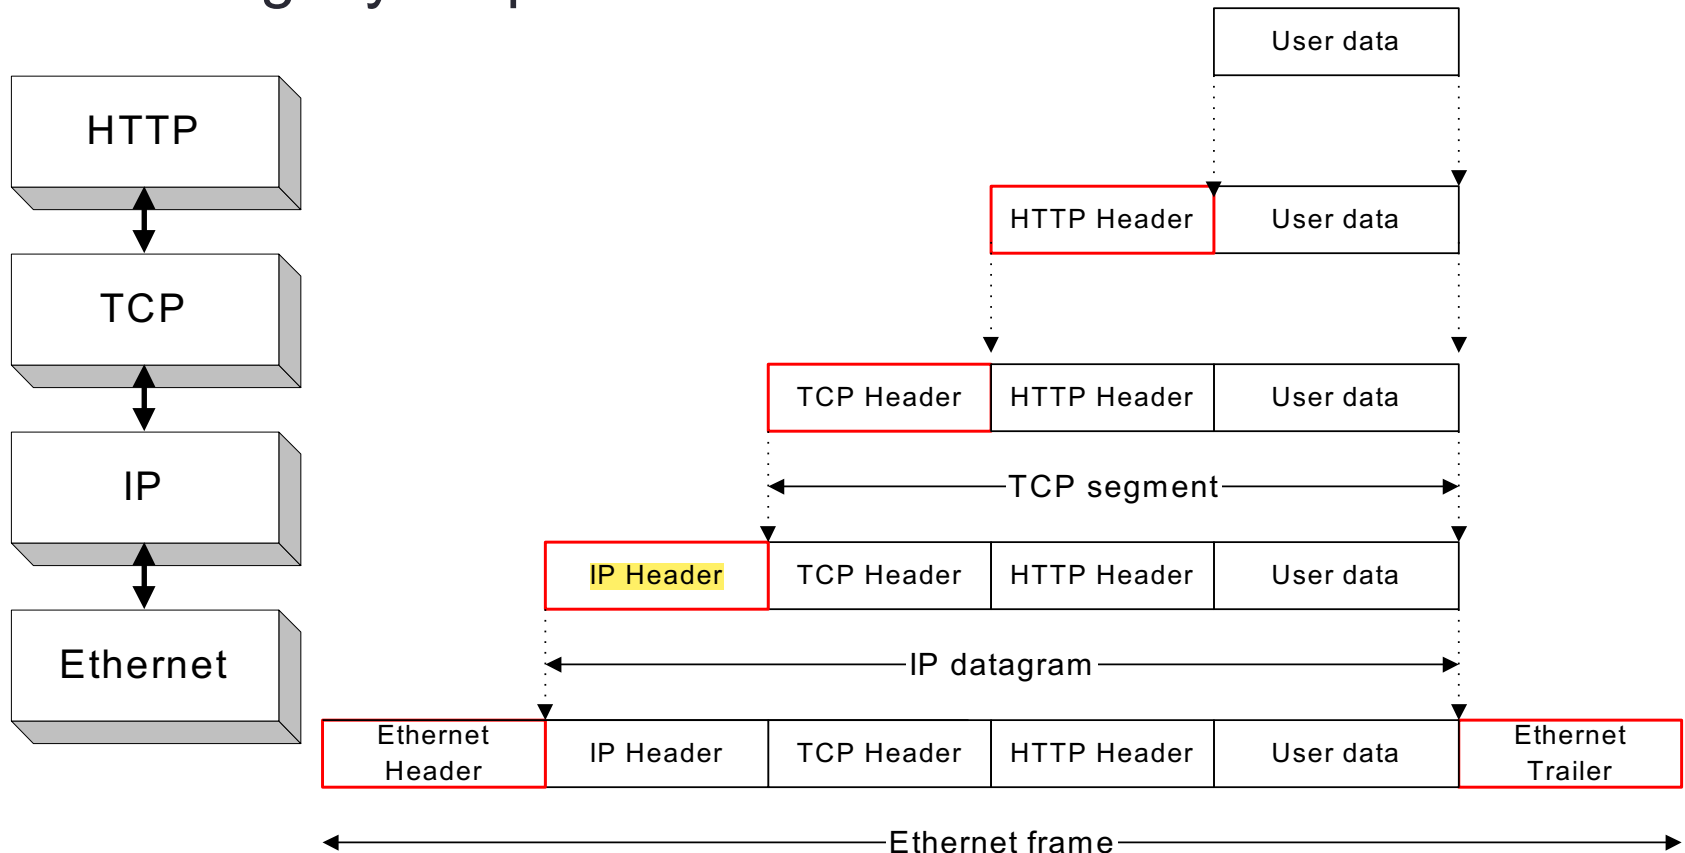 User data
HTTP
HTTP Header User data
TCP
TCP Header HTTP Header User data
TCP segment
IP
IP Header TCP Header HTTP Header User data
IP datagram
Ethernet
Ethernet Header IP Header TCP Header HTTP Header User data Ethernet Trailer
Ethernet frame